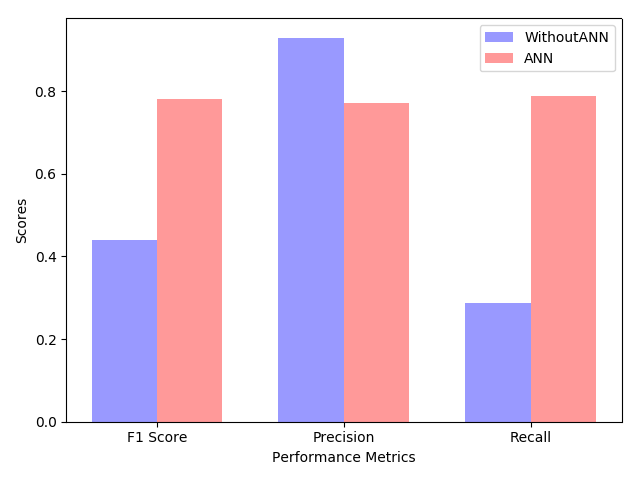 WithoutANN
ANN
Scores
0.8
0.6
0.4
0.2
0.0
F1 Score Precision Recall
Performance Metrics